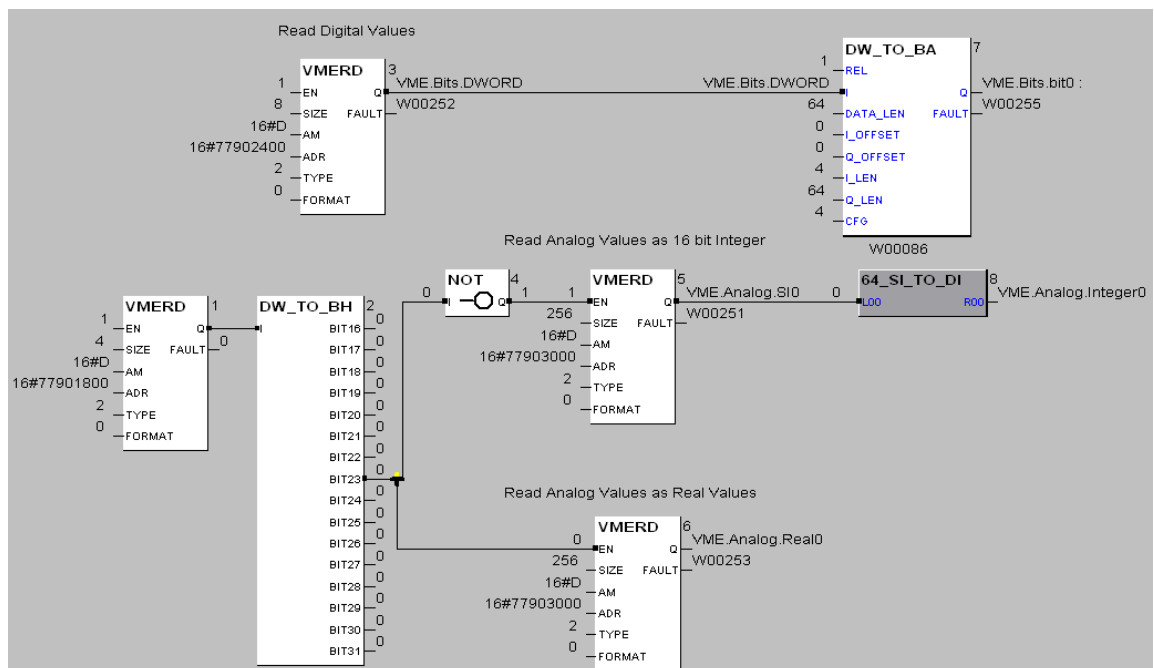 Read Digital Values
VMERD 3
1 EN Q VME.Bits.DWORD
8 SIZE FAULT W00252
16#D AM
16#77902400 ADR
2 TYPE
0 FORMAT
DW_TO_BA 7
1 REL
VME.Bits.DWORD I Q VME.Bits.bit0 :
64 DATA_LEN FAULT W00255
0 I_OFFSET
0 Q_OFFSET
4 I_LEN
64 Q_LEN
4 CFG
W00086
Read Analog Values as 16 bit Integer
VMERD 1
1 EN Q
4 SIZE FAULT 0
16#D AM
16#77901800 ADR
2 TYPE
0 FORMAT
DW_TO_BH 2
I BIT16 0
BIT17 0
BIT18 0
BIT19 0
BIT20 0
BIT21 0
BIT22 0
BIT23 0
BIT24 0
BIT25 0
BIT26 0
BIT27 0
BIT28 0
BIT29 0
BIT30 0
BIT31 0
NOT 4
0 I Q 1
VMERD 5
1 EN Q VME.Analog.SI0
256 SIZE FAULT W00251
16#D AM
16#77903000 ADR
2 TYPE
0 FORMAT
64_SI_TO_DI 8
0 L00 R00 VME.Analog.Integer0
Read Analog Values as Real Values
VMERD 6
0 EN Q VME.Analog.Real0
256 SIZE FAULT W00253
16#D AM
16#77903000 ADR
2 TYPE
0 FORMAT